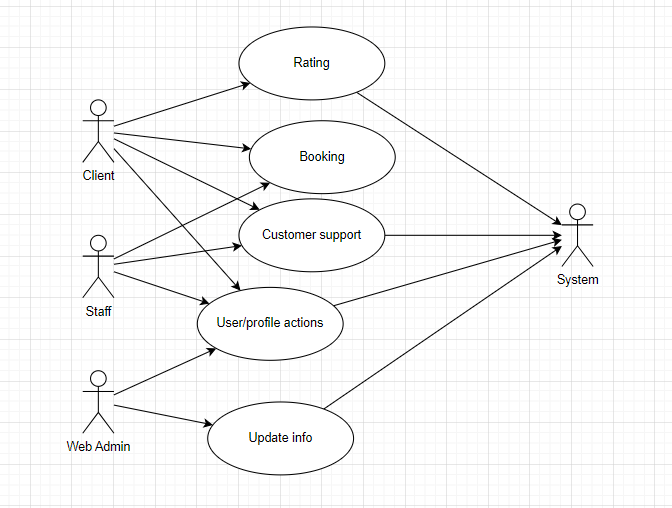 Rating
Client
Booking
Customer support
System
Staff
User/profile actions
Web Admin
Update info